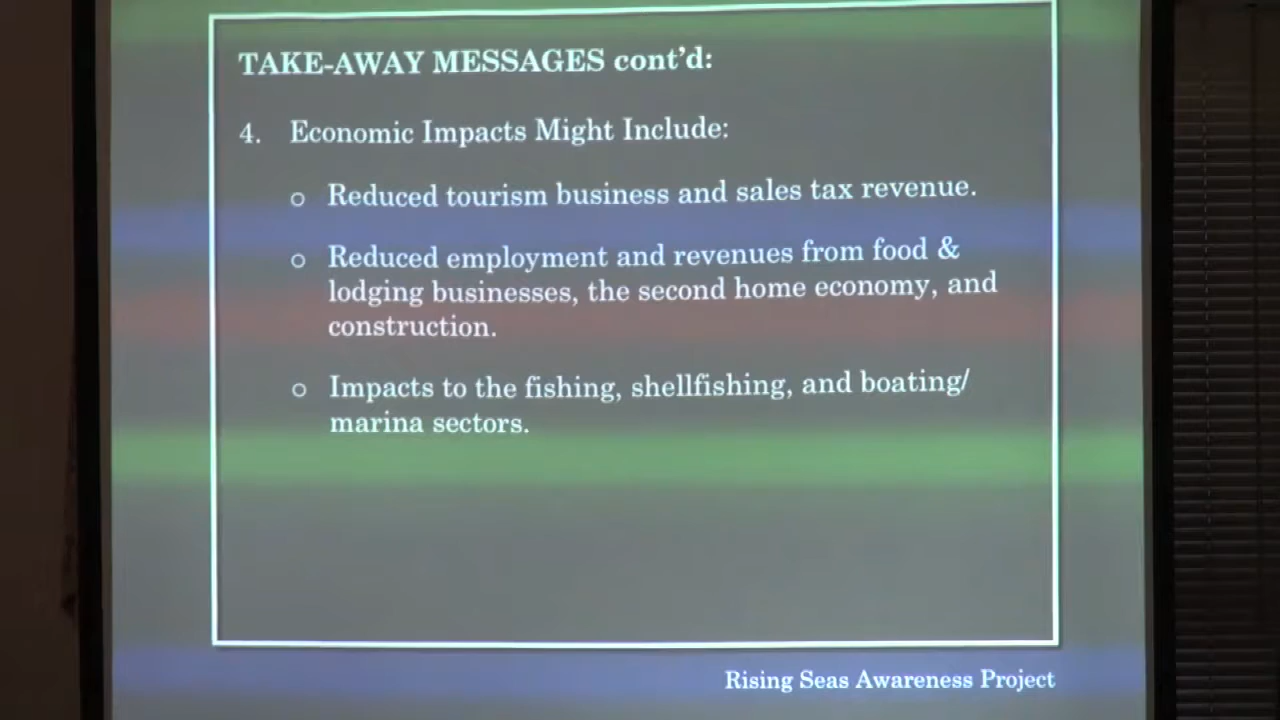 TAKE-AWAY MESSAGES cont'd:
4. Economic Impacts Might Include:
o Reduced tourism business and sales tax revenue.
o Reduced employment and revenues from food &
lodging businesses, the second home economy, and
construction.
o Impacts to the fishing, shellfishing, and boating/
marina sectors.
Rising Seas Awareness Project